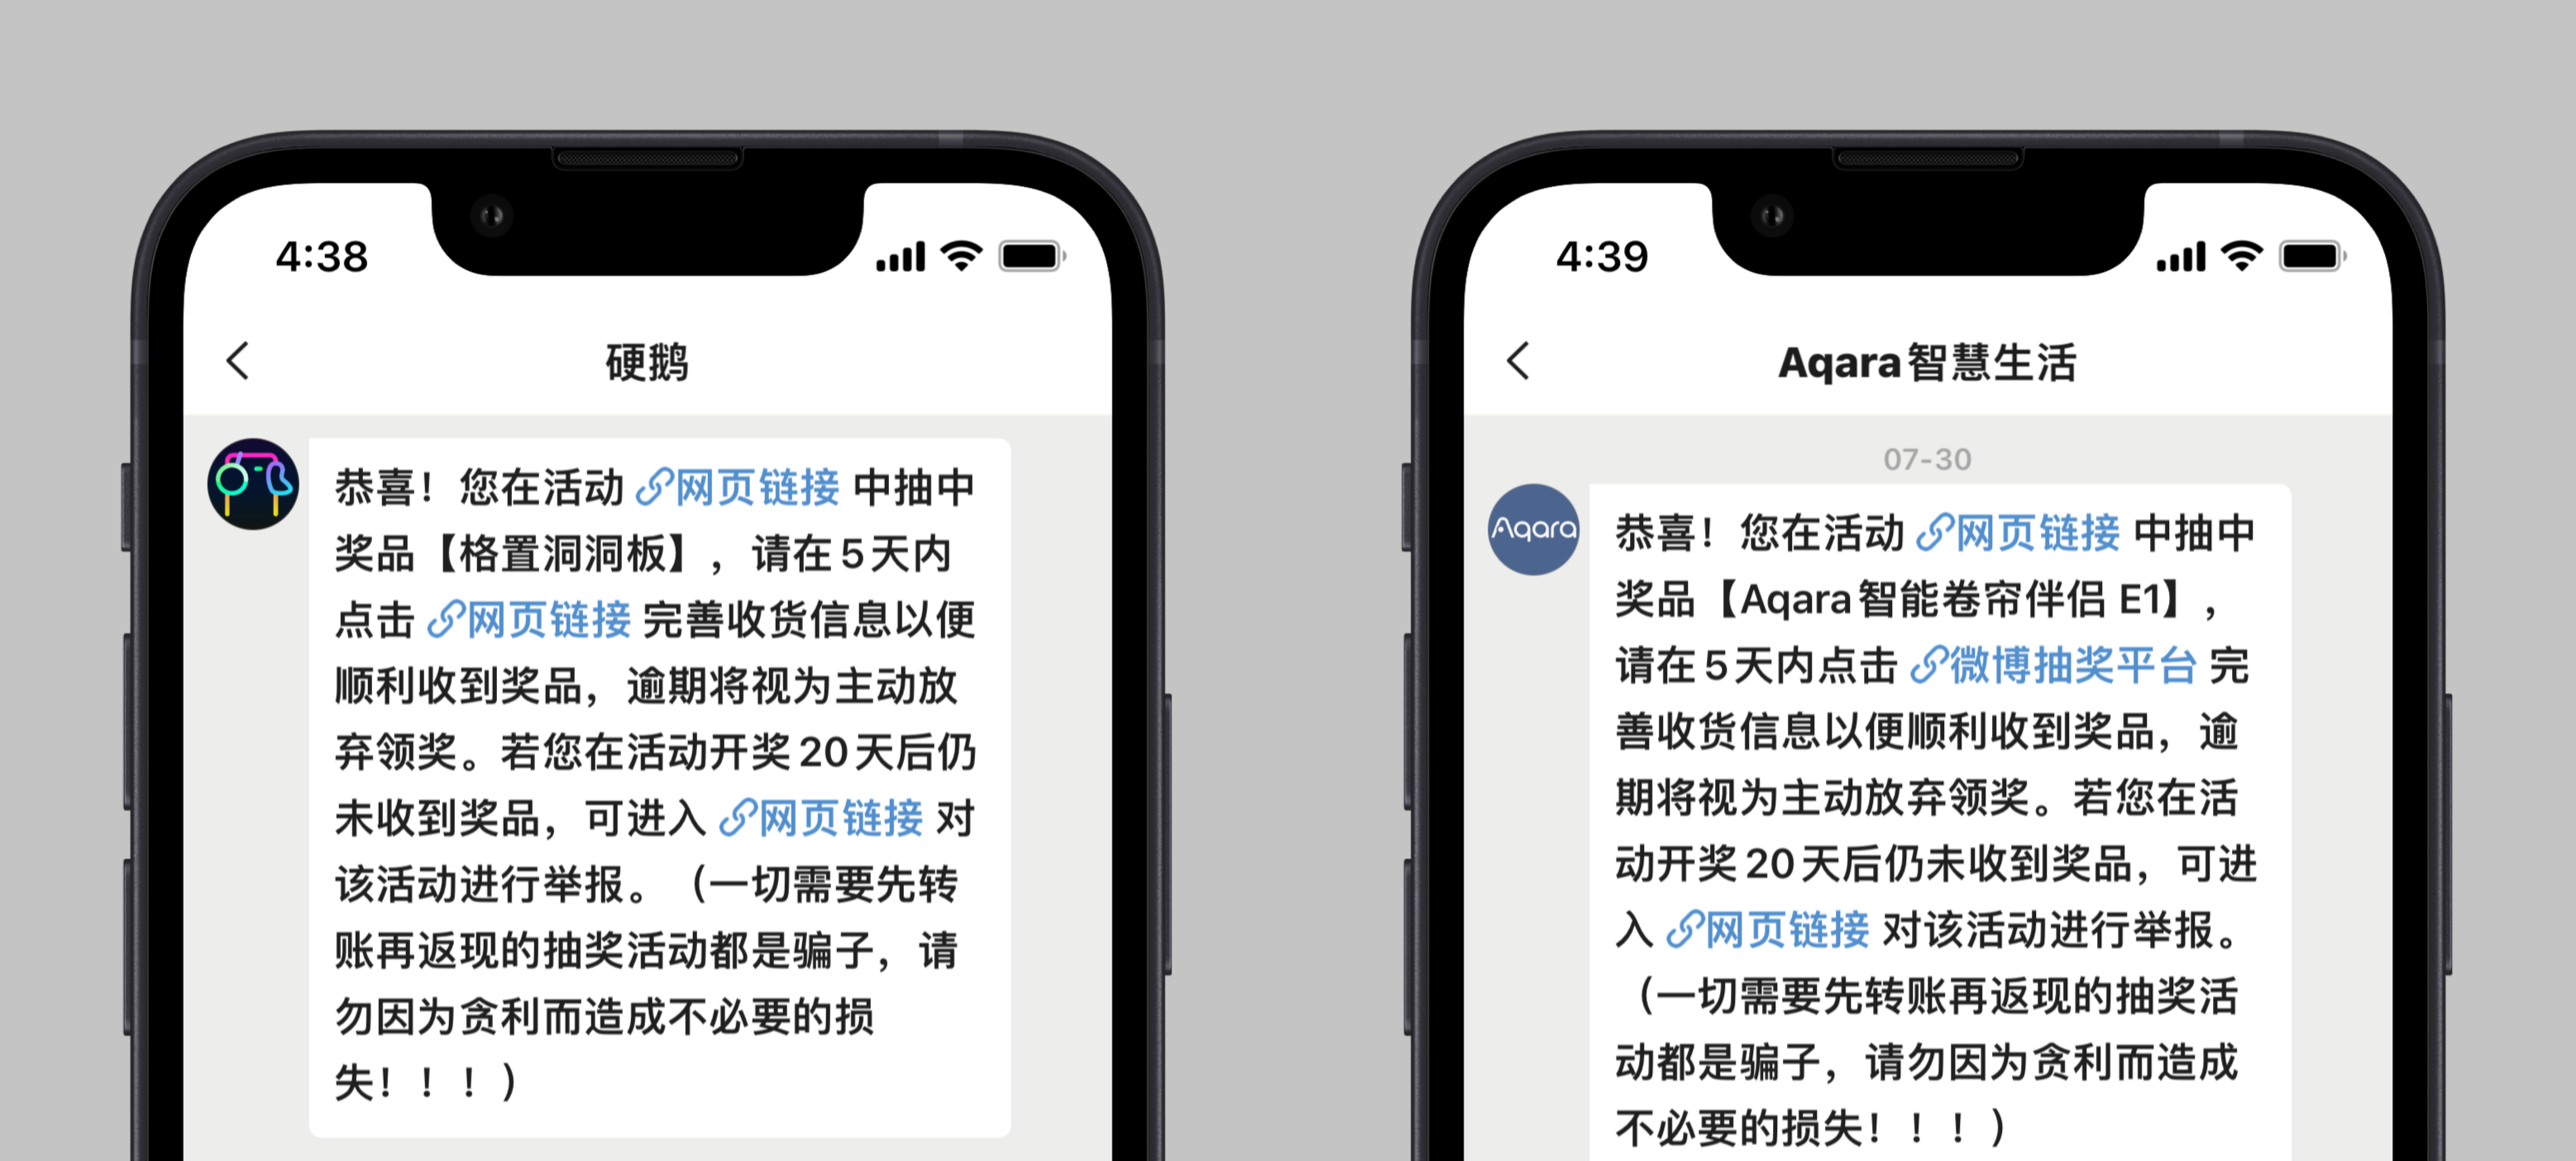 4:38
硬鹅
恭喜！您在活动 网页链接 中抽中
奖品【格置洞洞板】，请在5天内
点击 网页链接 完善收货信息以便
顺利收到奖品，逾期将视为主动放
弃领奖。若您在活动开奖20天后仍
未收到奖品，可进入 网页链接 对
该活动进行举报。（一切需要先转
账再返现的抽奖活动都是骗子，请
勿因为贪利而造成不必要的损
失！！！）
4:39
Aqara智慧生活
07-30
Aqara
恭喜！您在活动 网页链接 中抽中
奖品【Aqara智能卷帘伴侣 E1】，
请在5天内点击 微博抽奖平台 完
善收货信息以便顺利收到奖品，逾
期将视为主动放弃领奖。若您在活
动开奖20天后仍未收到奖品，可进
入 网页链接 对该活动进行举报。
（一切需要先转账再返现的抽奖活
动都是骗子，请勿因为贪利而造成
不必要的损失！！！）